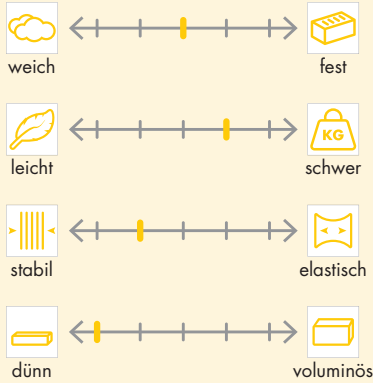 weich fest
KG
leicht schwer
stabil elastisch
dünn voluminös